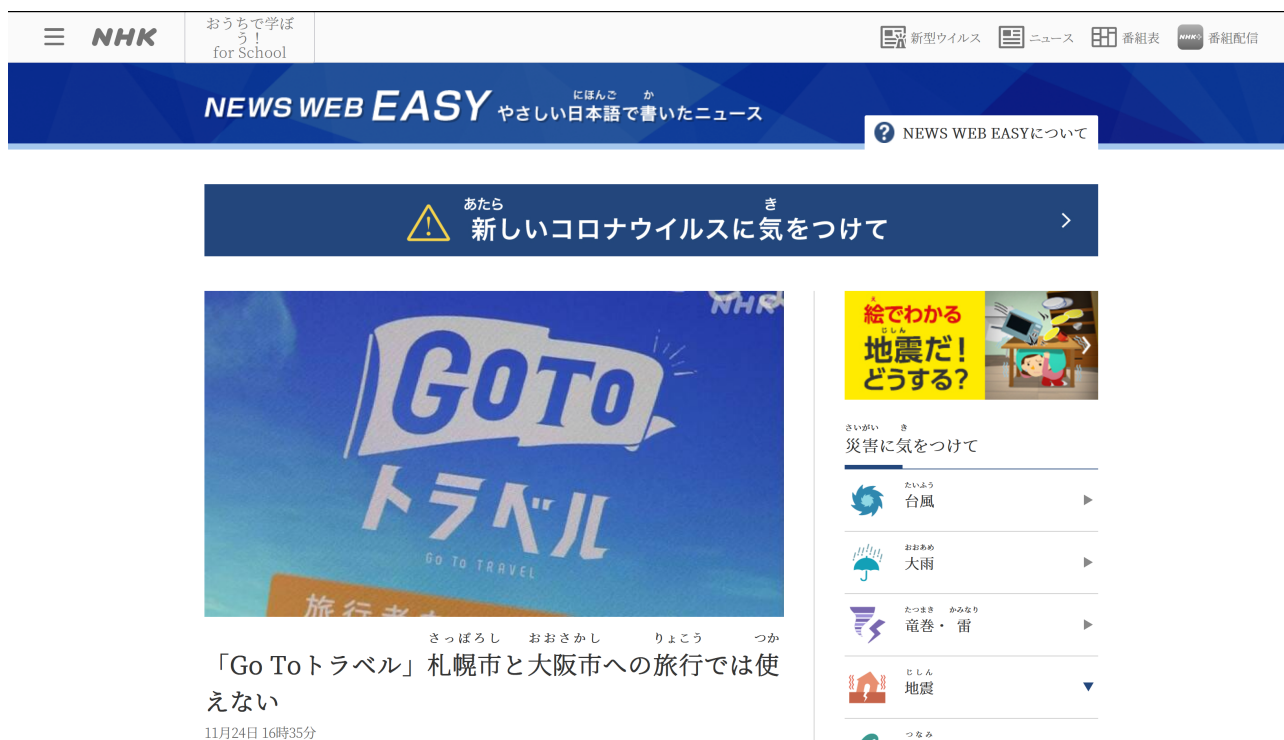 NHK
おうちで学ぼ
う！
for School
新型ウイルス
ニュース
番組表
NHK+
番組配信
NEWS WEB EASY やさしい日本語で書いたニュース
にほんご か
NEWS WEB EASYについて
あたら き
新しいコロナウイルスに気をつけて
NHK
GOTO
トラベル
GO TO TRAVEL
旅行者
さっぽろし おおさかし りょこう つか
「Go Toトラベル」札幌市と大阪市への旅行では使
えない
11月24日 16時35分
え
絵でわかる
じしん
地震だ！
どうする?
さいがい き
災害に気をつけて
たいふう
台風
おおあめ
大雨
たつまき かみなり
竜巻・ 雷
じしん
地震
つなみ